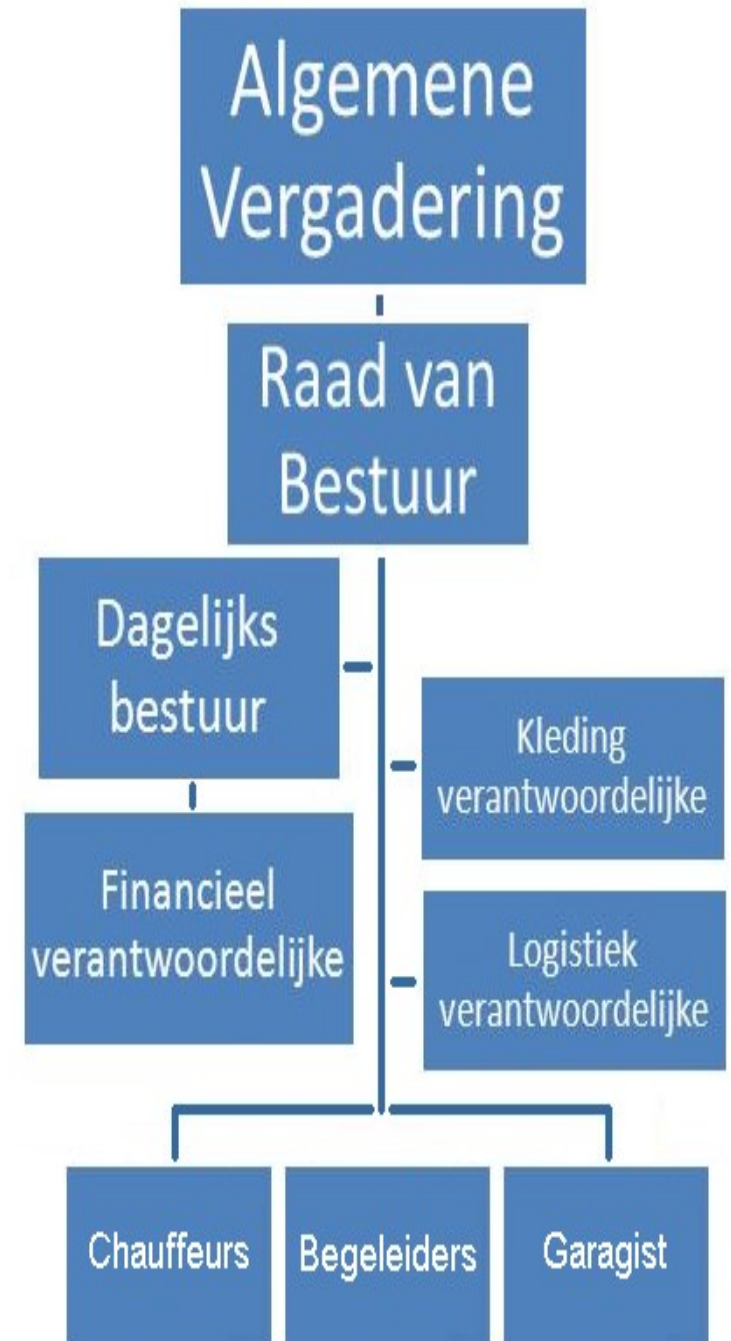 Algemene
Vergadering
Raad van
Bestuur
Dagelijks
bestuur
Kleding
verantwoordelijke
Financieel
verantwoordelijke
Logistiek
verantwoordelijke
Chauffeurs
Begeleiders
Garagist